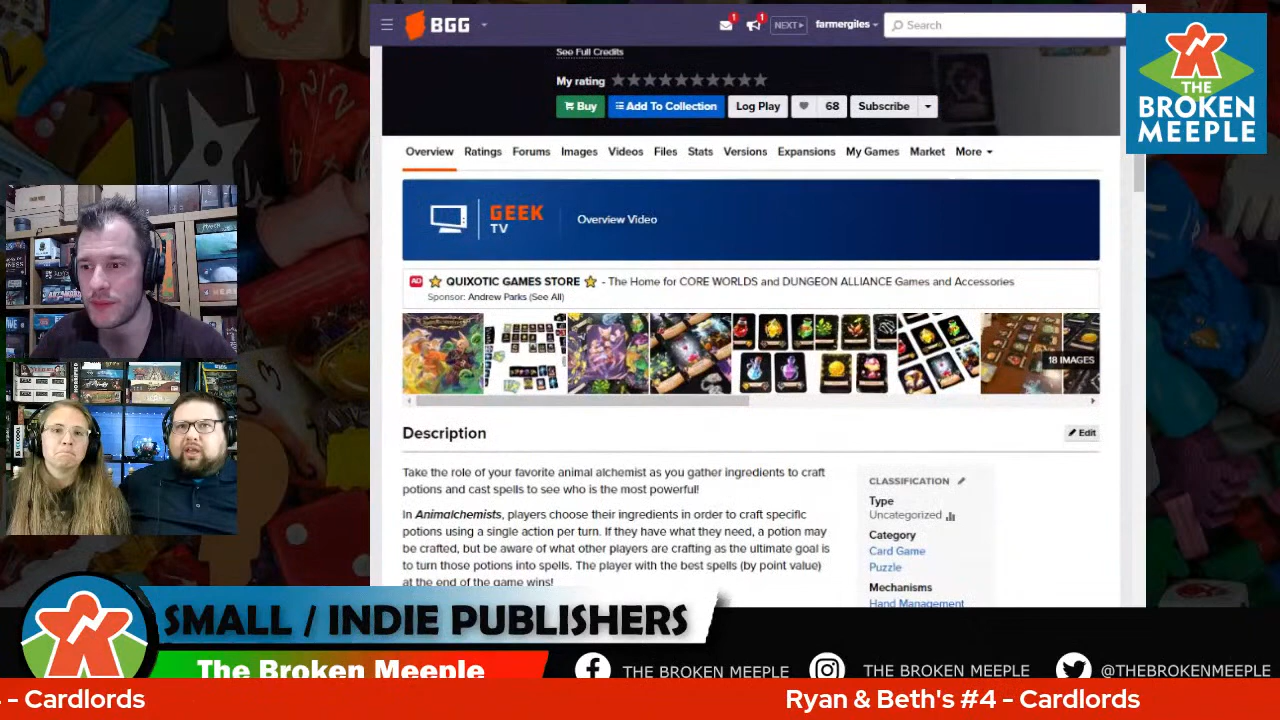 BGG
NEXT
farmergiles
Search
1
1
See Full Credits
My rating
Buy
Add To Collection
Log Play
68
Subscribe
THE
BROKEN
MEEPLE
Overview Ratings Forums Images Videos Files Stats Versions Expansions My Games Market More
GEEK
TV
Overview Video
AD
QUIXOTIC GAMES STORE - The Home for CORE WORLDS and DUNGEON ALLIANCE Games and Accessories
Sponsor: Andrew Parks (See All)
18 IMAGES
Description
Edit
Take the role of your favorite animal alchemist as you gather ingredients to craft
potions and cast spells to see who is the most powerful!
In Animalchemists, players choose their ingredients in order to craft specific
potions using a single action per turn. If they have what they need, a potion may
be crafted, but be aware of what other players are crafting as the ultimate goal is
to turn those potions into spells. The player with the best spells (by point value)
at the end of the game wins!
CLASSIFICATION
Type
Uncategorized
Category
Card Game
Puzzle
Mechanisms
Hand Management
SMALL / INDIE PUBLISHERS
The Broken Meeple
THE BROKEN MEEPLE
THE BROKEN MEEPLE
@THEBROKENMEEPLE
- Cardlords
Ryan & Beth's #4 - Cardlords